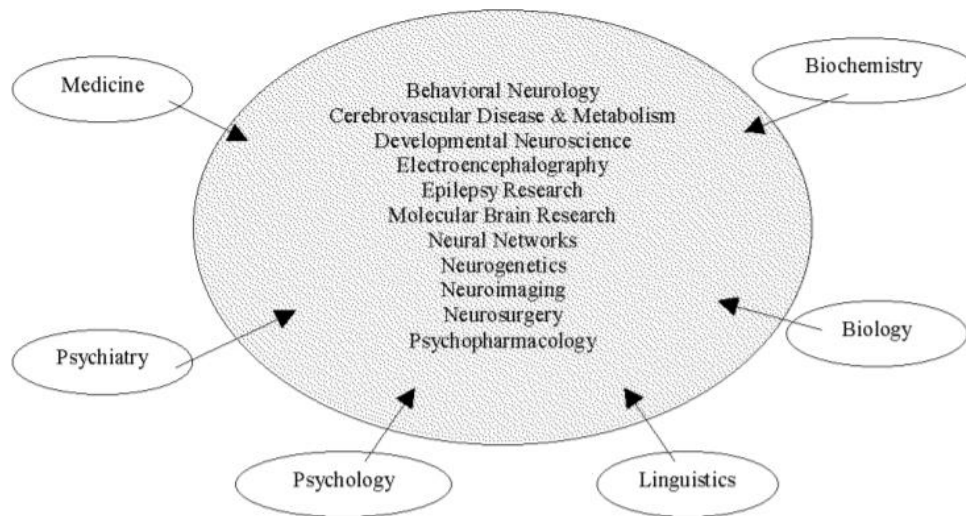 Medicine
Biochemistry
Behavioral Neurology
Cerebrovascular Disease & Metabolism
Developmental Neuroscience
Electroencephalography
Epilepsy Research
Molecular Brain Research
Neural Networks
Neurogenetics
Neuroimaging
Neurosurgery
Psychopharmacology
Psychiatry
Biology
Psychology
Linguistics